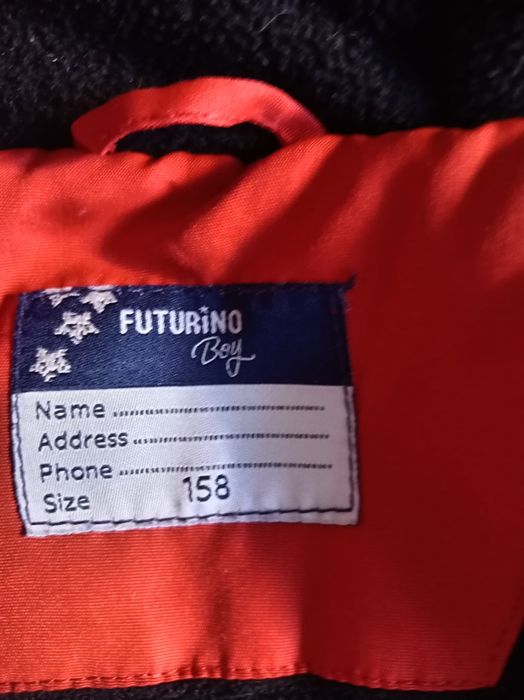 FUTURiNO
Boy
Name ..............................
Address ..............................
Phone ..............................
Size 158